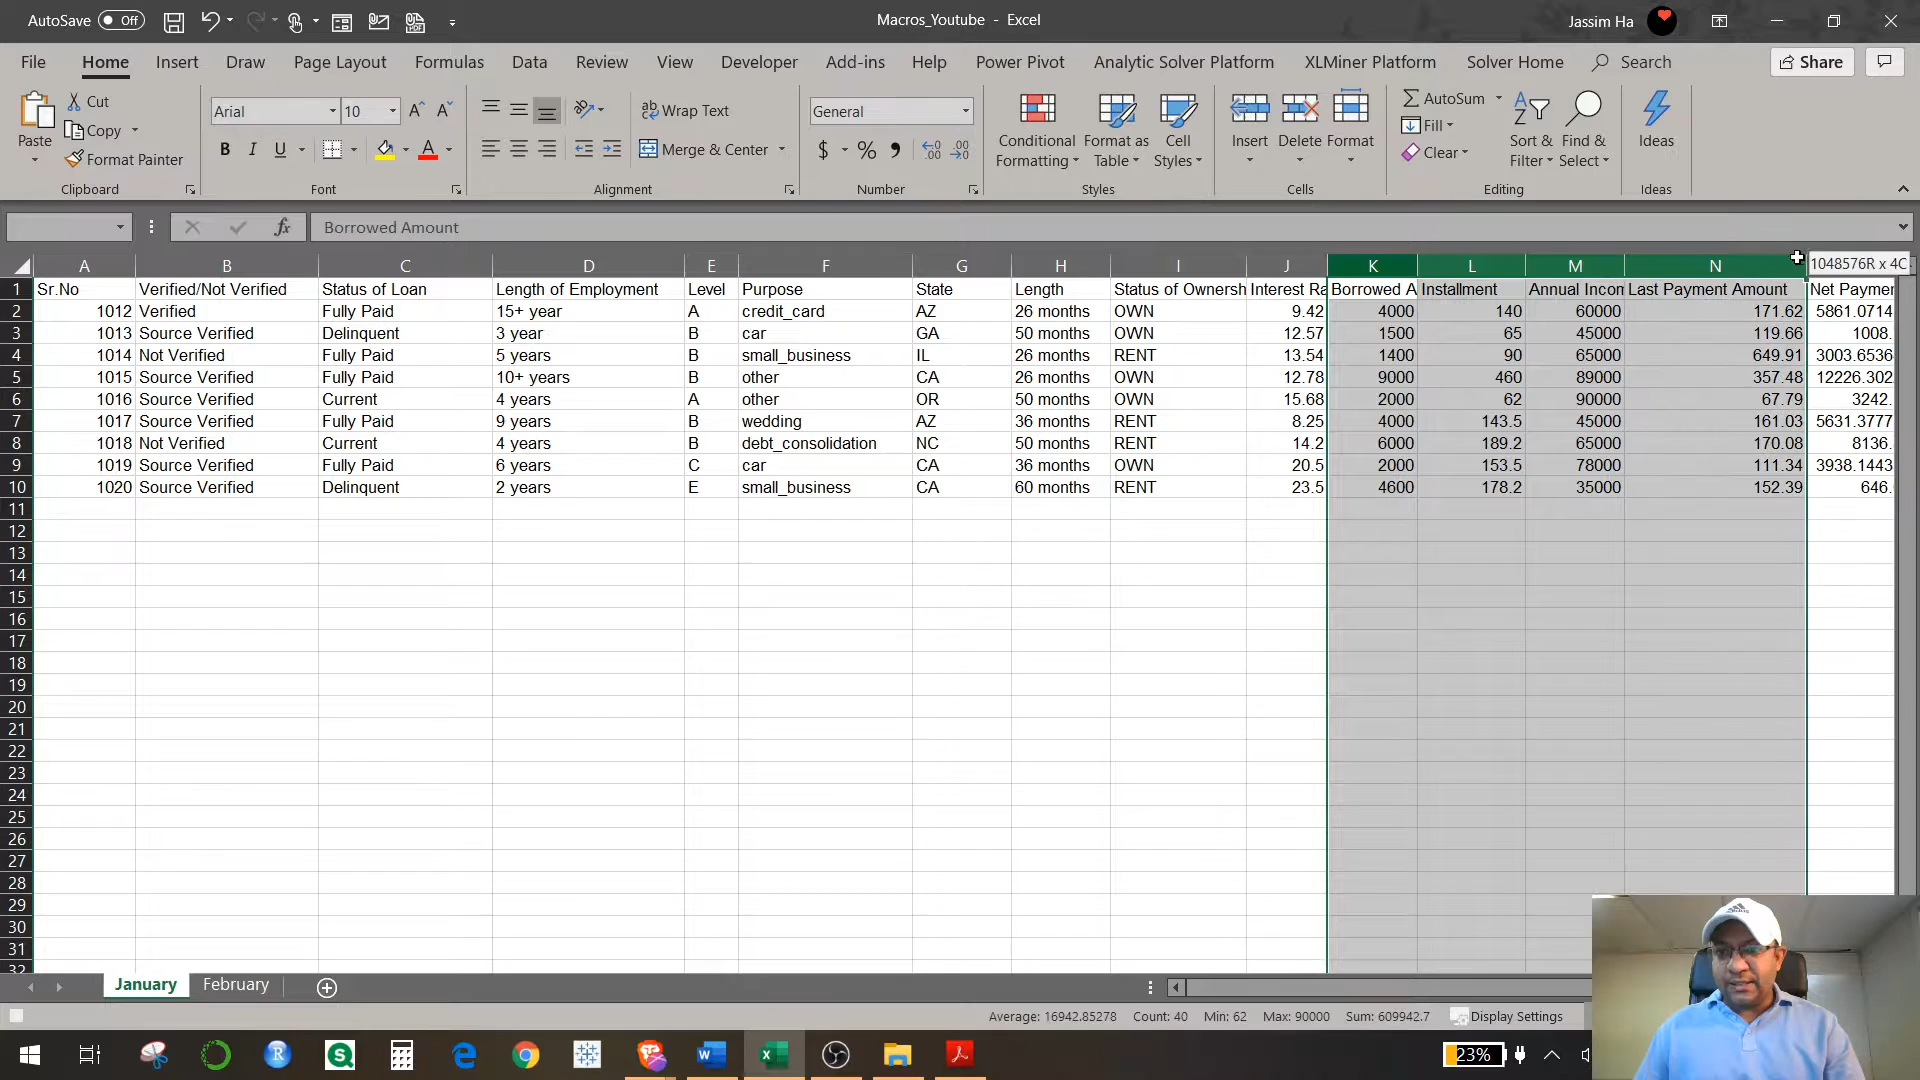 AutoSave Off
Macros_Youtube - Excel
Jassim Ha
File Home Insert Draw Page Layout Formulas Data Review View Developer Add-ins Help Power Pivot Analytic Solver Platform XLMiner Platform Solver Home Search Share
Paste Cut Copy Format Painter Clipboard
Arial 10 B I U Font
Wrap Text Merge & Center Alignment
General $ % Number
Conditional Formatting Format as Table Cell Styles Styles
Insert Delete Format Cells
AutoSum Fill Clear Sort & Filter Find & Select Editing
Ideas Ideas
fx Borrowed Amount
A B C D E F G H I J K L M N 1048576R x 4C
1 Sr.No Verified/Not Verified Status of Loan Length of Employment Level Purpose State Length Status of Ownersh Interest Ra Borrowed A Installment Annual Incom Last Payment Amount Net Paymer
2 1012 Verified Fully Paid 15+ year A credit_card AZ 26 months OWN 9.42 4000 140 60000 171.62 5861.0714
3 1013 Source Verified Delinquent 3 year B car GA 50 months OWN 12.57 1500 65 45000 119.66 1008.
4 1014 Not Verified Fully Paid 5 years B small_business IL 26 months RENT 13.54 1400 90 65000 649.91 3003.6536
5 1015 Source Verified Fully Paid 10+ years B other CA 26 months OWN 12.78 9000 460 89000 357.48 12226.302
6 1016 Source Verified Current 4 years A other OR 50 months OWN 15.68 2000 62 90000 67.79 3242.
7 1017 Source Verified Fully Paid 9 years B wedding AZ 36 months RENT 8.25 4000 143.5 45000 161.03 5631.3777
8 1018 Not Verified Current 4 years B debt_consolidation NC 50 months RENT 14.2 6000 189.2 65000 170.08 8136.
9 1019 Source Verified Fully Paid 6 years C car CA 36 months OWN 20.5 2000 153.5 78000 111.34 3938.1443
10 1020 Source Verified Delinquent 2 years E small_business CA 60 months RENT 23.5 4600 178.2 35000 152.39 646.
11
12
13
14
15
16
17
18
19
20
21
22
23
24
25
26
27
28
29
30
31
32
January February
Average: 16942.85278 Count: 40 Min: 62 Max: 90000 Sum: 609942.7 Display Settings
23%